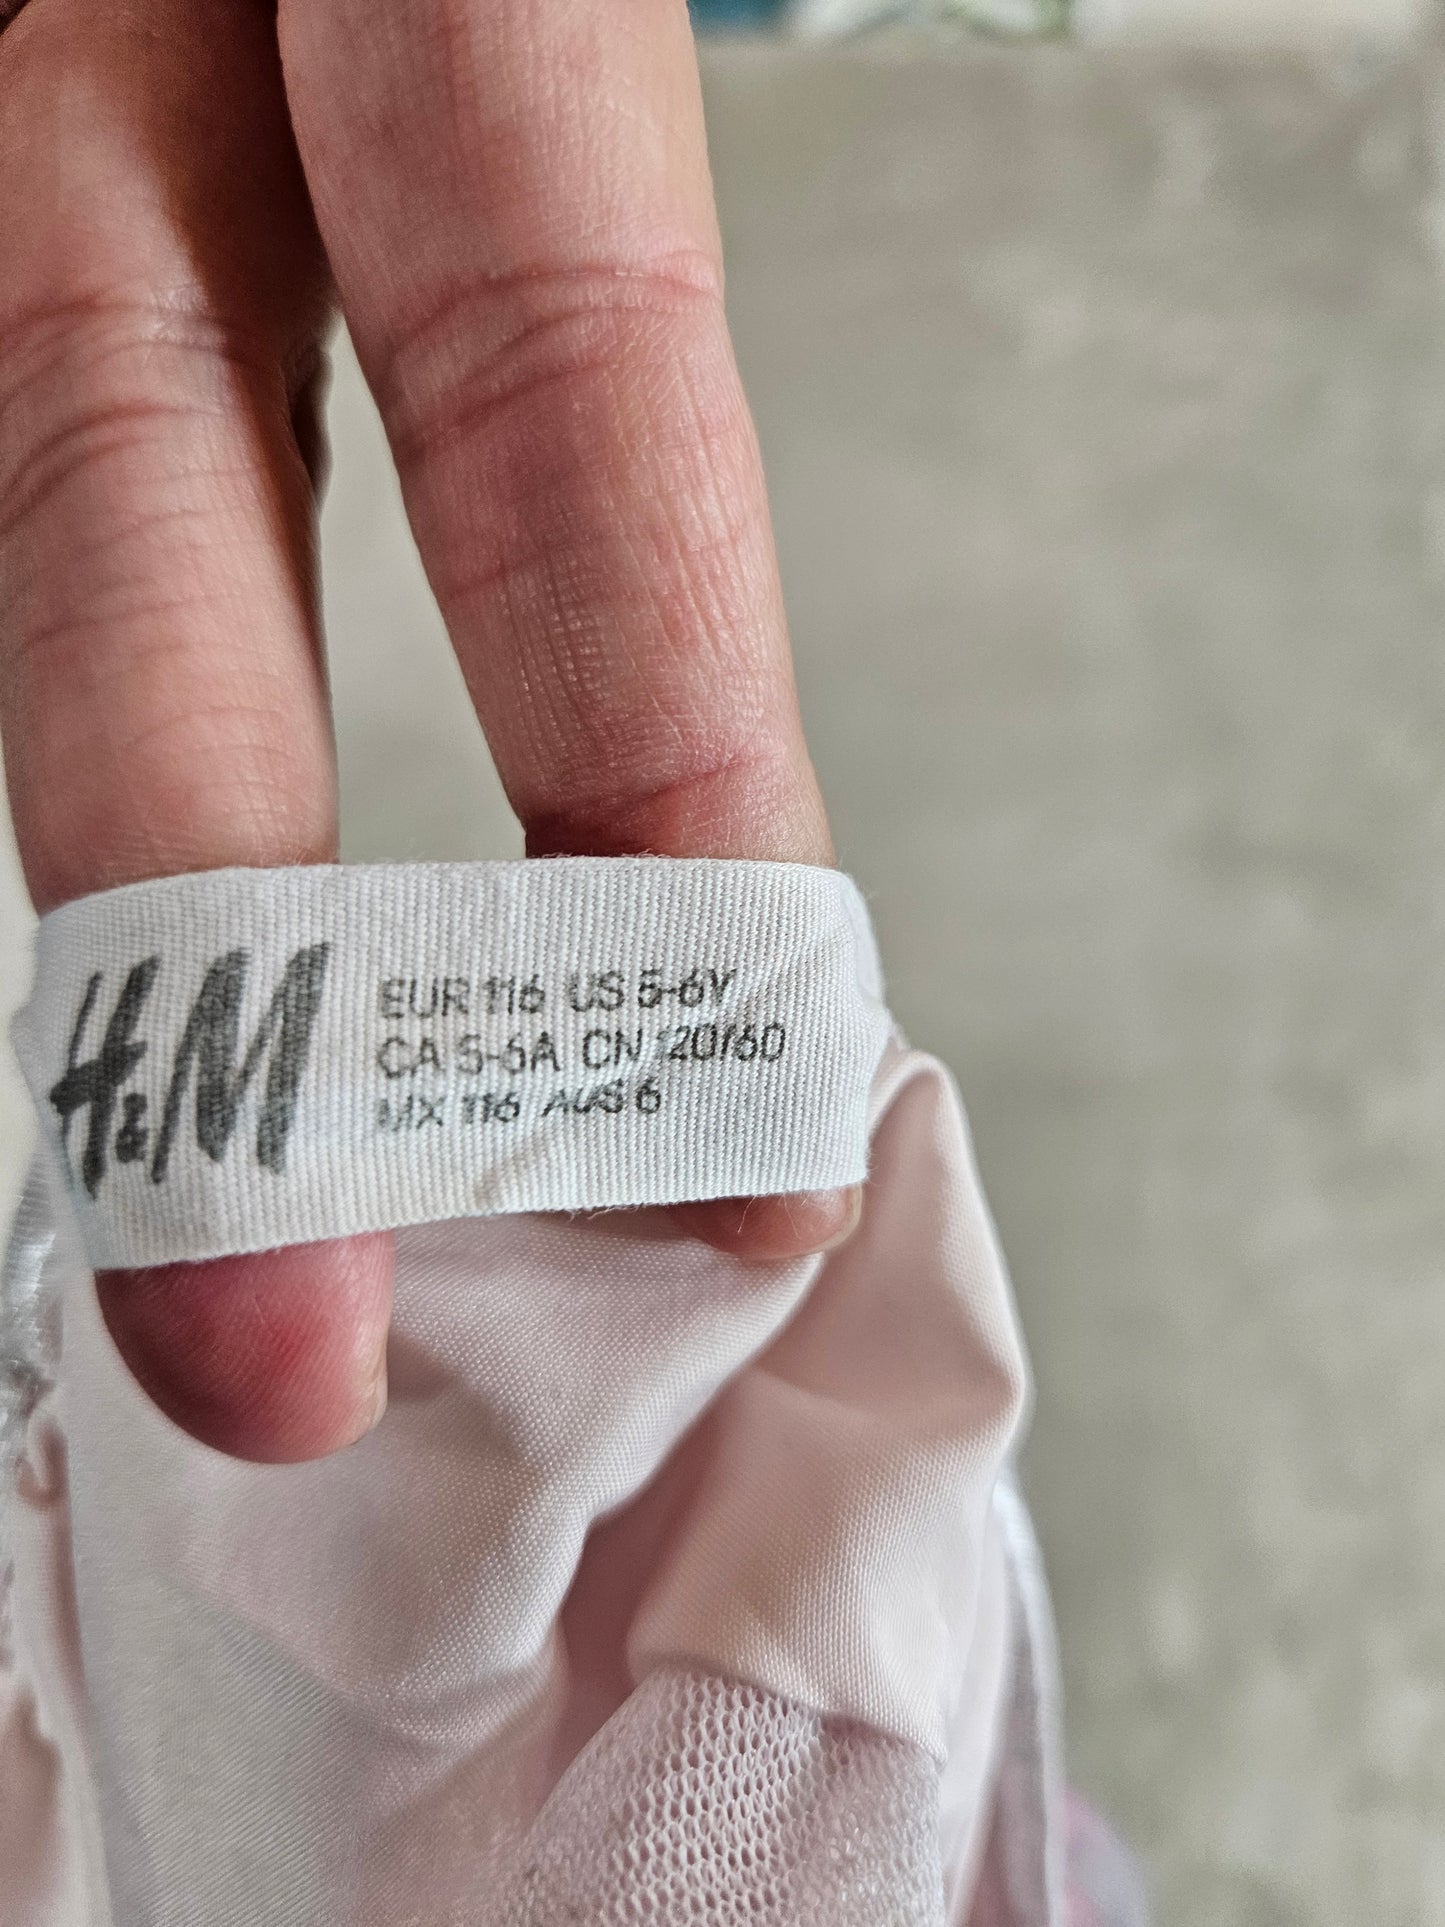 H&M
EUR 116 US 5-6Y
CA 5-6A CN 120/60
MX 116 AUS 6